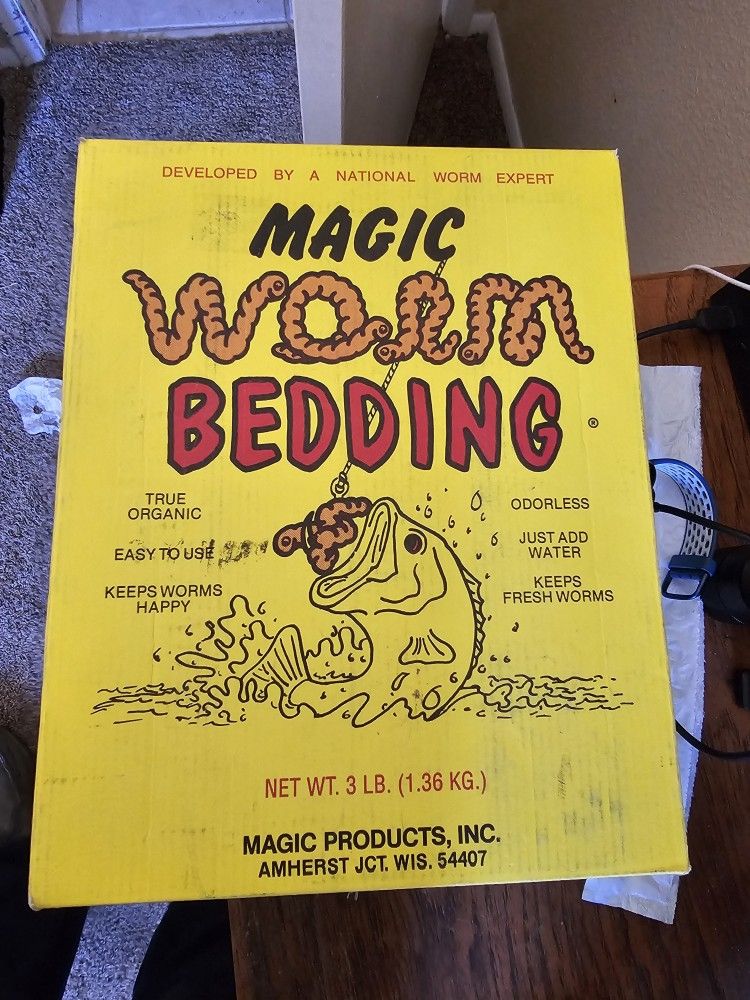 DEVELOPED BY A NATIONAL WORM EXPERT
MAGIC
WORM
BEDDING ®
TRUE
ORGANIC
EASY TO USE
KEEPS WORMS
HAPPY
ODORLESS
JUST ADD
WATER
KEEPS
FRESH WORMS
NET WT. 3 LB. (1.36 KG.)
MAGIC PRODUCTS, INC.
AMHERST JCT. WIS. 54407